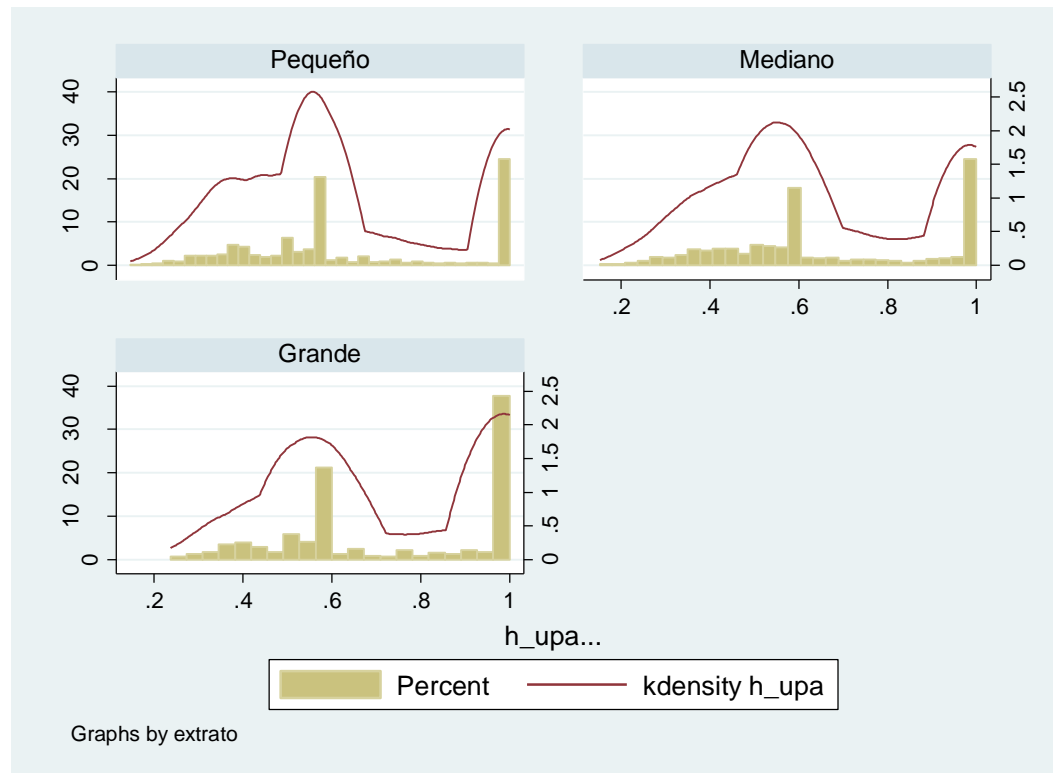 Pequeño
Mediano
0 10 20 30 40
0 .5 1 1.5 2 2.5
.2 .4 .6 .8 1
Grande
0 10 20 30 40
0 .5 1 1.5 2 2.5
.2 .4 .6 .8 1
h_upa...
Percent
kdensity h_upa
Graphs by extrato